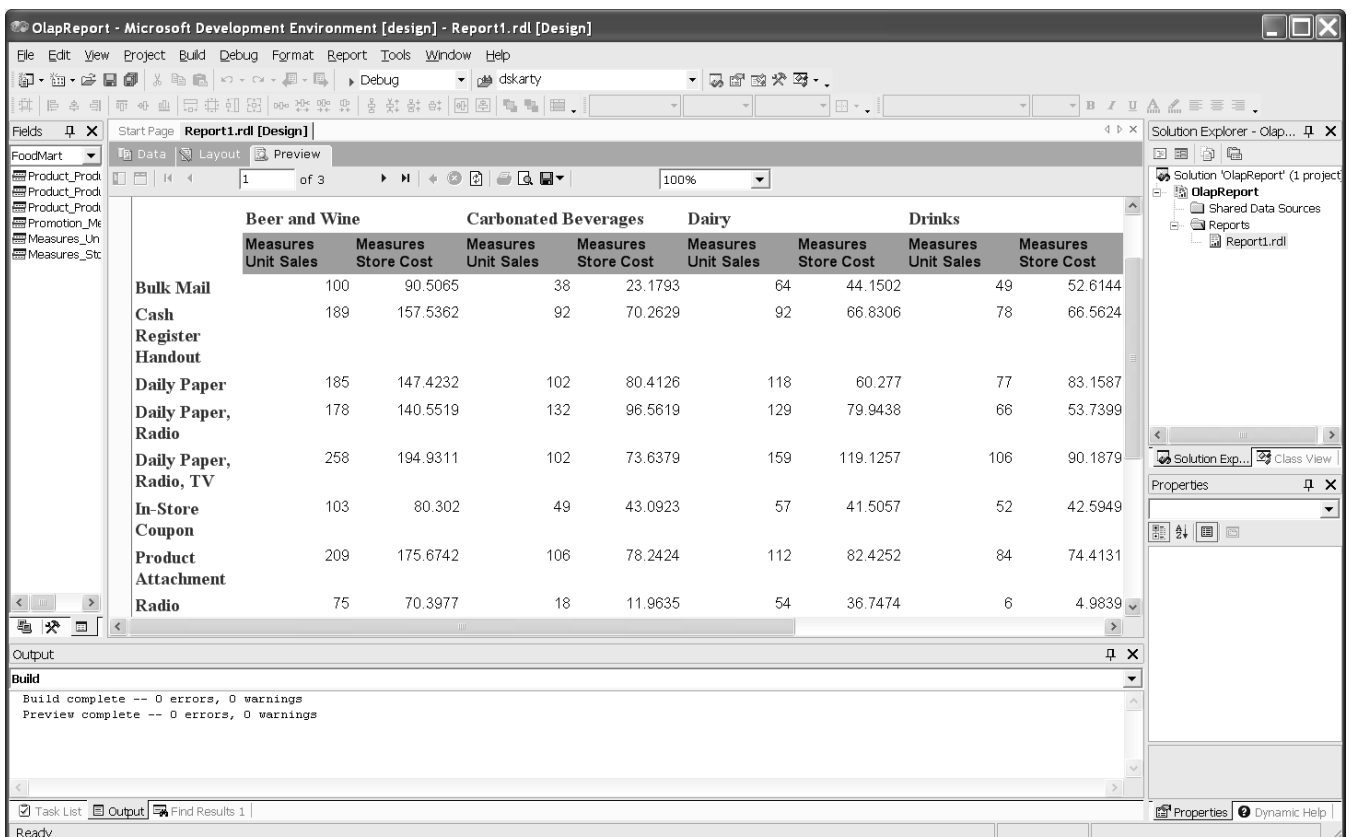 OlapReport - Microsoft Development Environment [design] - Report1.rdl [Design]
File Edit View Project Build Debug Format Report Tools Window Help
Debug dskarty
B I U A
Fields
Start Page Report1.rdl [Design]
Solution Explorer - Olap...
FoodMart
Data Layout Preview
Product_Produ
Product_Produ
Product_Produ
Promotion_Me
Measures_Un
Measures_Sto
1 of 3 100%
Solution 'OlapReport' (1 project
OlapReport
Shared Data Sources
Reports
Report1.rdl
Beer and Wine Carbonated Beverages Dairy Drinks
Measures Measures Measures Measures Measures Measures Measures Measures
Unit Sales Store Cost Unit Sales Store Cost Unit Sales Store Cost Unit Sales Store Cost
Bulk Mail 100 90.5065 38 23.1793 64 44.1502 49 52.6144
Cash 189 157.5362 92 70.2629 92 66.8306 78 66.5624
Register
Handout
Daily Paper 185 147.4232 102 80.4126 118 60.277 77 83.1587
Daily Paper, 178 140.5519 132 96.5619 129 79.9438 66 53.7399
Radio
Daily Paper, 258 194.9311 102 73.6379 159 119.1257 106 90.1879
Radio, TV
In-Store 103 80.302 49 43.0923 57 41.5057 52 42.5949
Coupon
Product 209 175.6742 106 78.2424 112 82.4252 84 74.4131
Attachment
Radio 75 70.3977 18 11.9635 54 36.7474 6 4.9839
Solution Exp... Class View
Properties
Output
Build
Build complete -- 0 errors, 0 warnings
Preview complete -- 0 errors, 0 warnings
Task List Output Find Results 1
Properties Dynamic Help
Ready